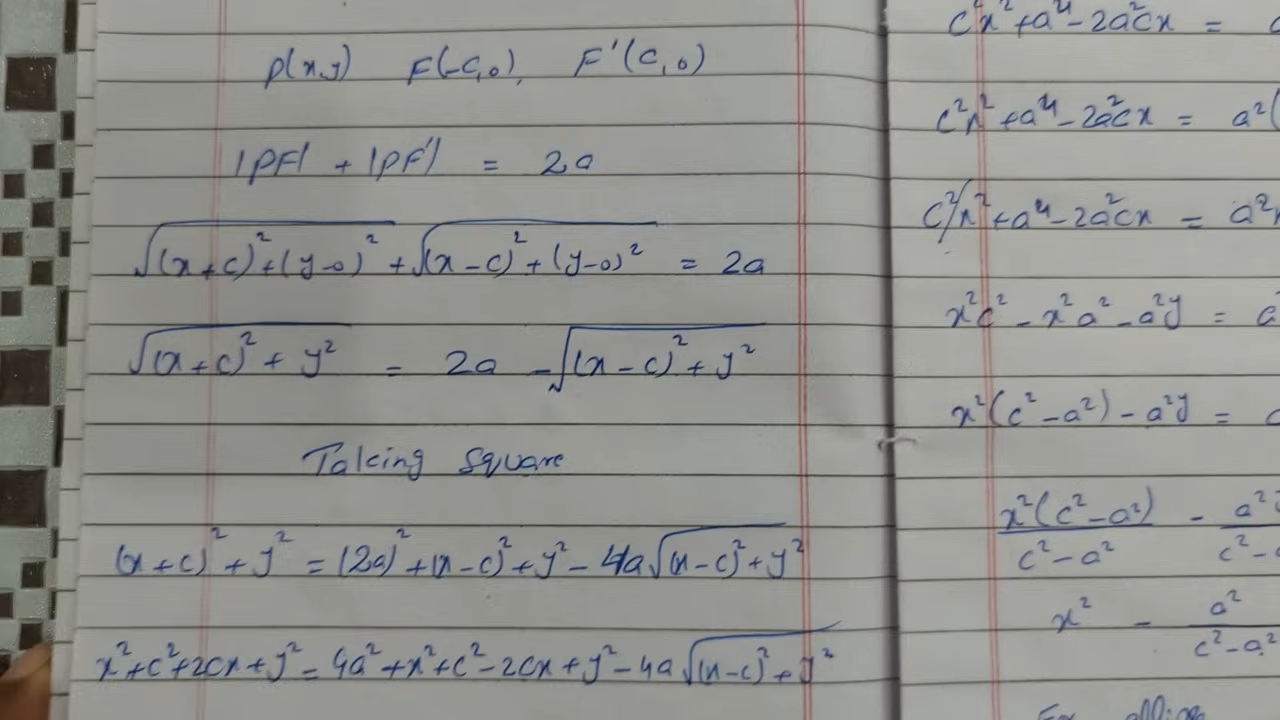 P(x,y) F(-c,0), F'(c,0)
|PF| + |PF'| = 2a
√(x+c)²+(y-0)² + √(x-c)²+(y-0)² = 2a
√(x+c)² + y² = 2a - √(x-c)² + y²
Taking square
(x+c)² + y² = (2a)² + (x-c)² + y² - 4a√(x-c)² + y²
x²+c²+2cx+y² = 4a²+x²+c²-2cx+y²-4a√(x-c)²+y²
c²x²+a⁴-2a²cx =
c²x²+a⁴-2a²cx = a²(
c²x²+a⁴-2a²cx = a²
x²c²-x²a²-a²y =
x²(c²-a²)-a²y =
x²(c²-a²)/c²-a² - a²/c²-
x² - a²/c²-a²